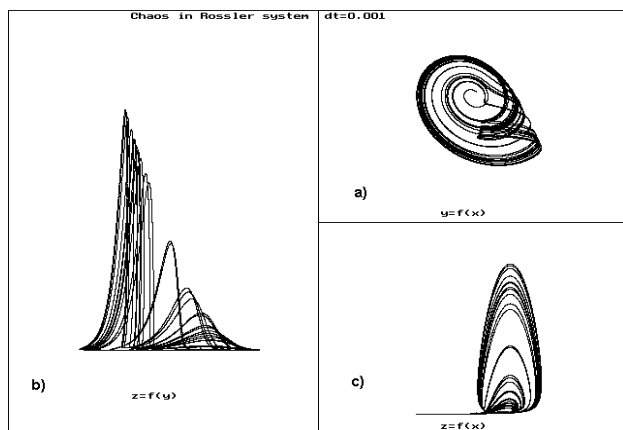 Chaos in Rossler system dt=0.001
a)
y=f(x)
b)
z=f(y)
c)
z=f(x)